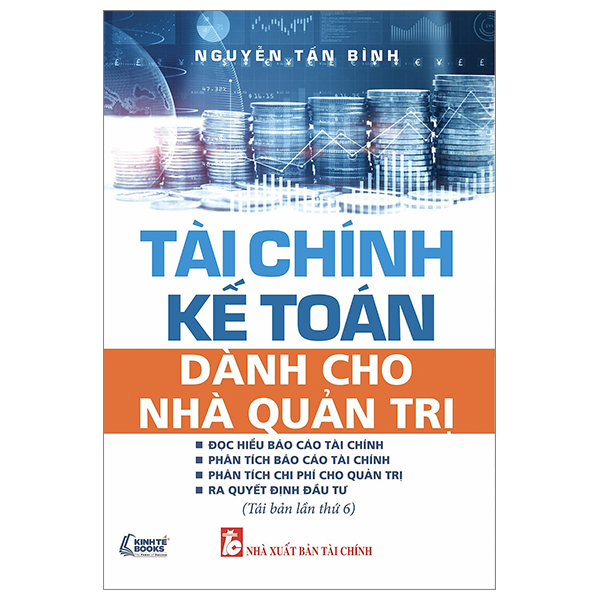 NGUYỄN TẤN BÌNH
TÀI CHÍNH
KẾ TOÁN
DÀNH CHO
NHÀ QUẢN TRỊ
ĐỌC HIỂU BÁO CÁO TÀI CHÍNH
PHÂN TÍCH BÁO CÁO TÀI CHÍNH
PHÂN TÍCH CHI PHÍ CHO QUẢN TRỊ
RA QUYẾT ĐỊNH ĐẦU TƯ
(Tái bản lần thứ 6)
KINH TẾ
BOOKS
NHÀ XUẤT BẢN TÀI CHÍNH